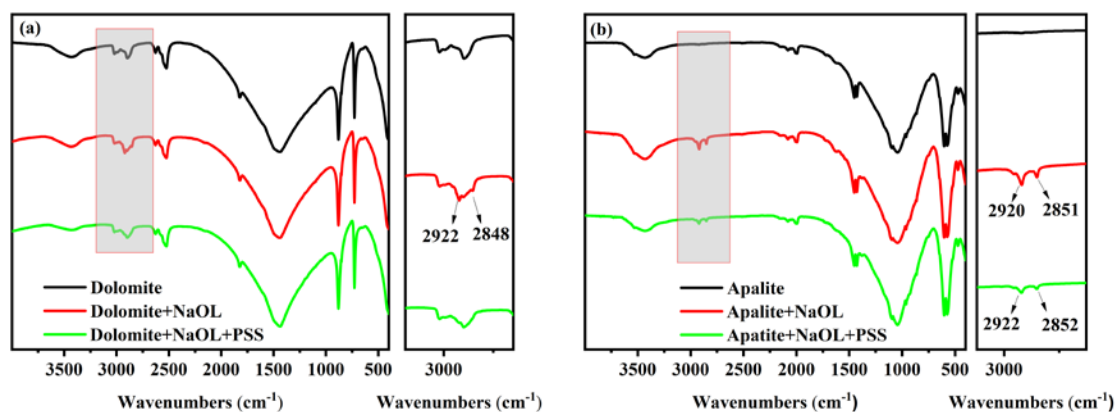 (a)
2922 2848
Dolomite
Dolomite+NaOL
Dolomite+NaOL+PSS
3500 3000 2500 2000 1500 1000 500
3000
Wavenumbers (cm-1)
Wavenumbers (cm-1)
(b)
2920 2851
2922 2852
Apalite
Apalite+NaOL
Apatite+NaOL+PSS
3500 3000 2500 2000 1500 1000 500
3000
Wavenumbers (cm-1)
Wavenumbers (cm-1)